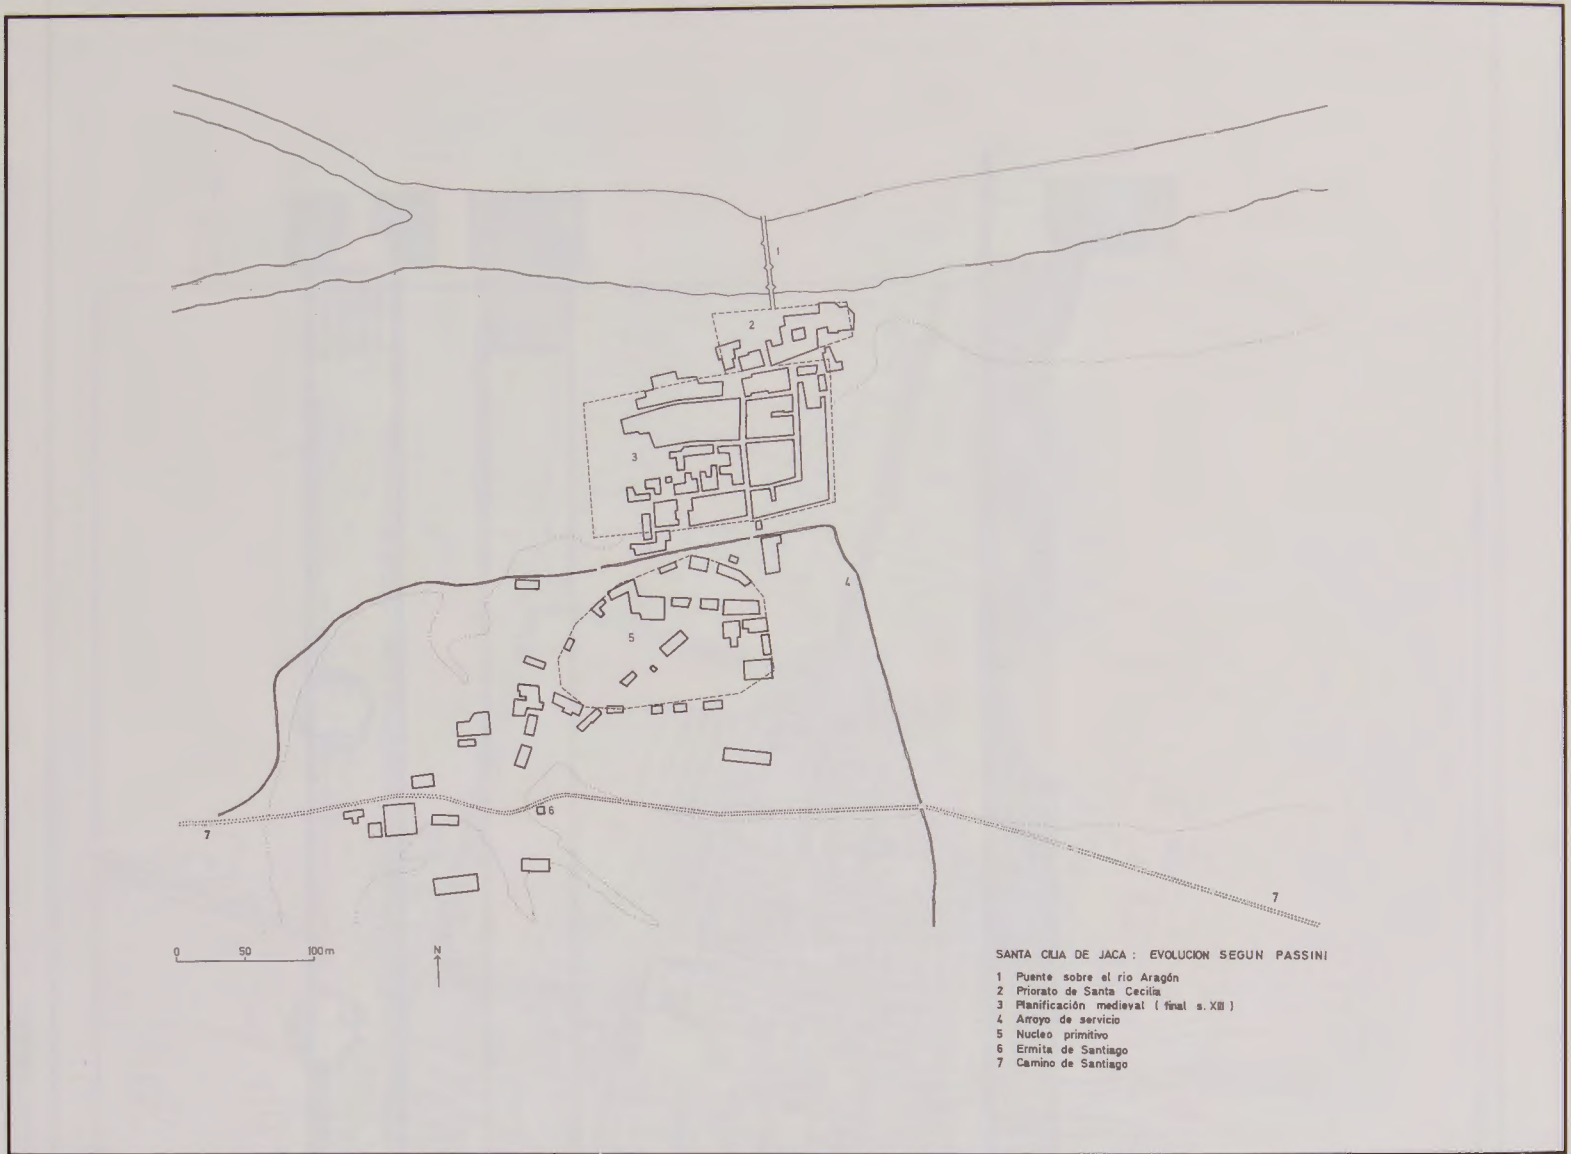 1
2
3
4
5
6
7
7
0 50 100 m
N
SANTA CILIA DE JACA : EVOLUCION SEGUN PASSINI
1 Puente sobre el rio Aragón
2 Priorato de Santa Cecilia
3 Planificación medieval ( final s. XIII )
4 Arroyo de servicio
5 Nucleo primitivo
6 Ermita de Santiago
7 Camino de Santiago